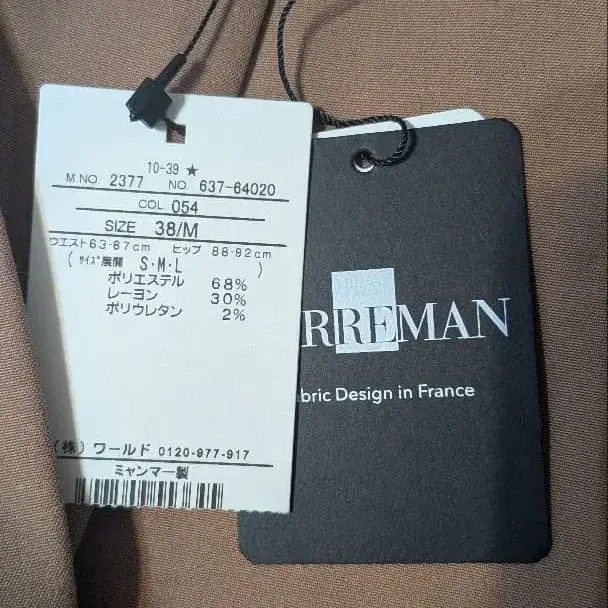 10-39 ★
M.NO 2377 NO. 637-64020
COL 054
SIZE 38/M
ウエスト63-67cm ヒップ 88-92cm
( サイズ展開 S・M・L )
ポリエステル 68%
レーヨン 30%
ポリウレタン 2%
(株) ワールド 0120-977-917
ミャンマー製
RREMAN
bric Design in France